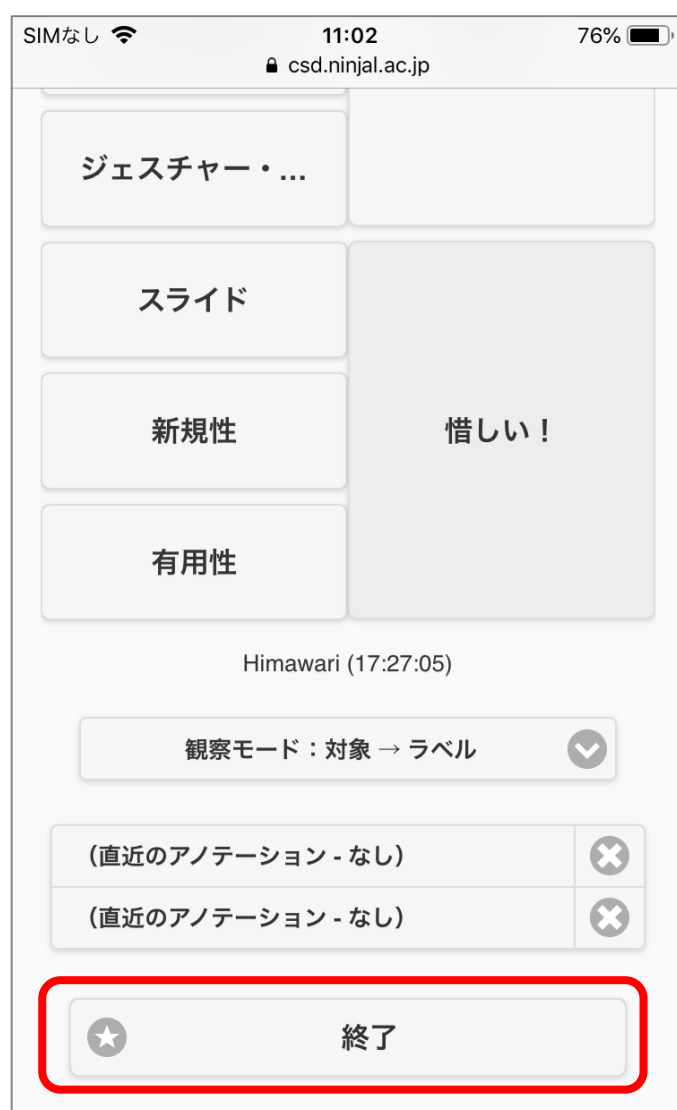 SIMなし 11:02 76%
csd.ninjal.ac.jp
ジェスチャー・...
スライド
新規性
惜しい！
有用性
Himawari (17:27:05)
観察モード：対象 → ラベル
（直近のアノテーション - なし）
（直近のアノテーション - なし）
終了